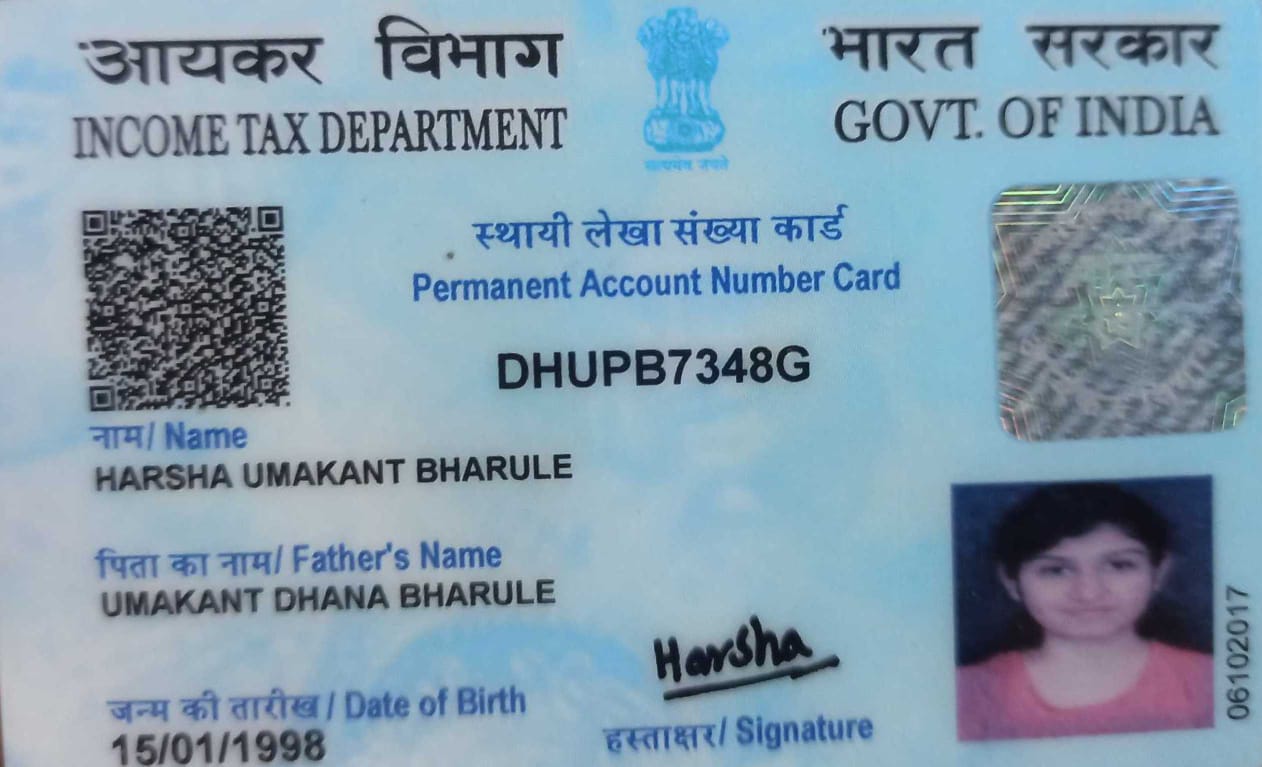 आयकर विभाग
INCOME TAX DEPARTMENT
भारत सरकार
GOVT. OF INDIA
सत्यमेव जयते
स्थायी लेखा संख्या कार्ड
Permanent Account Number Card
DHUPB7348G
नाम/ Name
HARSHA UMAKANT BHARULE
पिता का नाम/ Father's Name
UMAKANT DHANA BHARULE
जन्म की तारीख / Date of Birth
15/01/1998
Harsha
हस्ताक्षर/ Signature
06102017